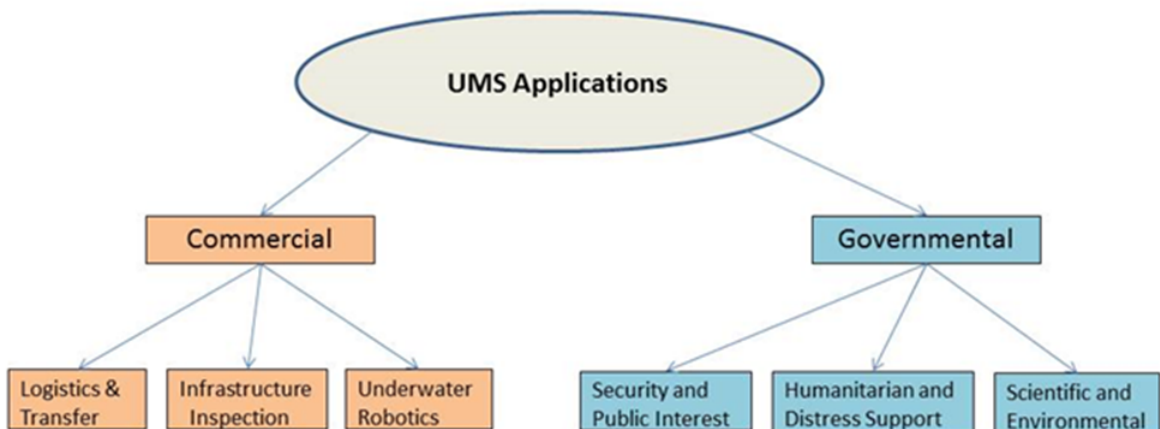 UMS Applications
Commercial
Governmental
Logistics &
Transfer
Infrastructure
Inspection
Underwater
Robotics
Security and
Public Interest
Humanitarian and
Distress Support
Scientific and
Environmental